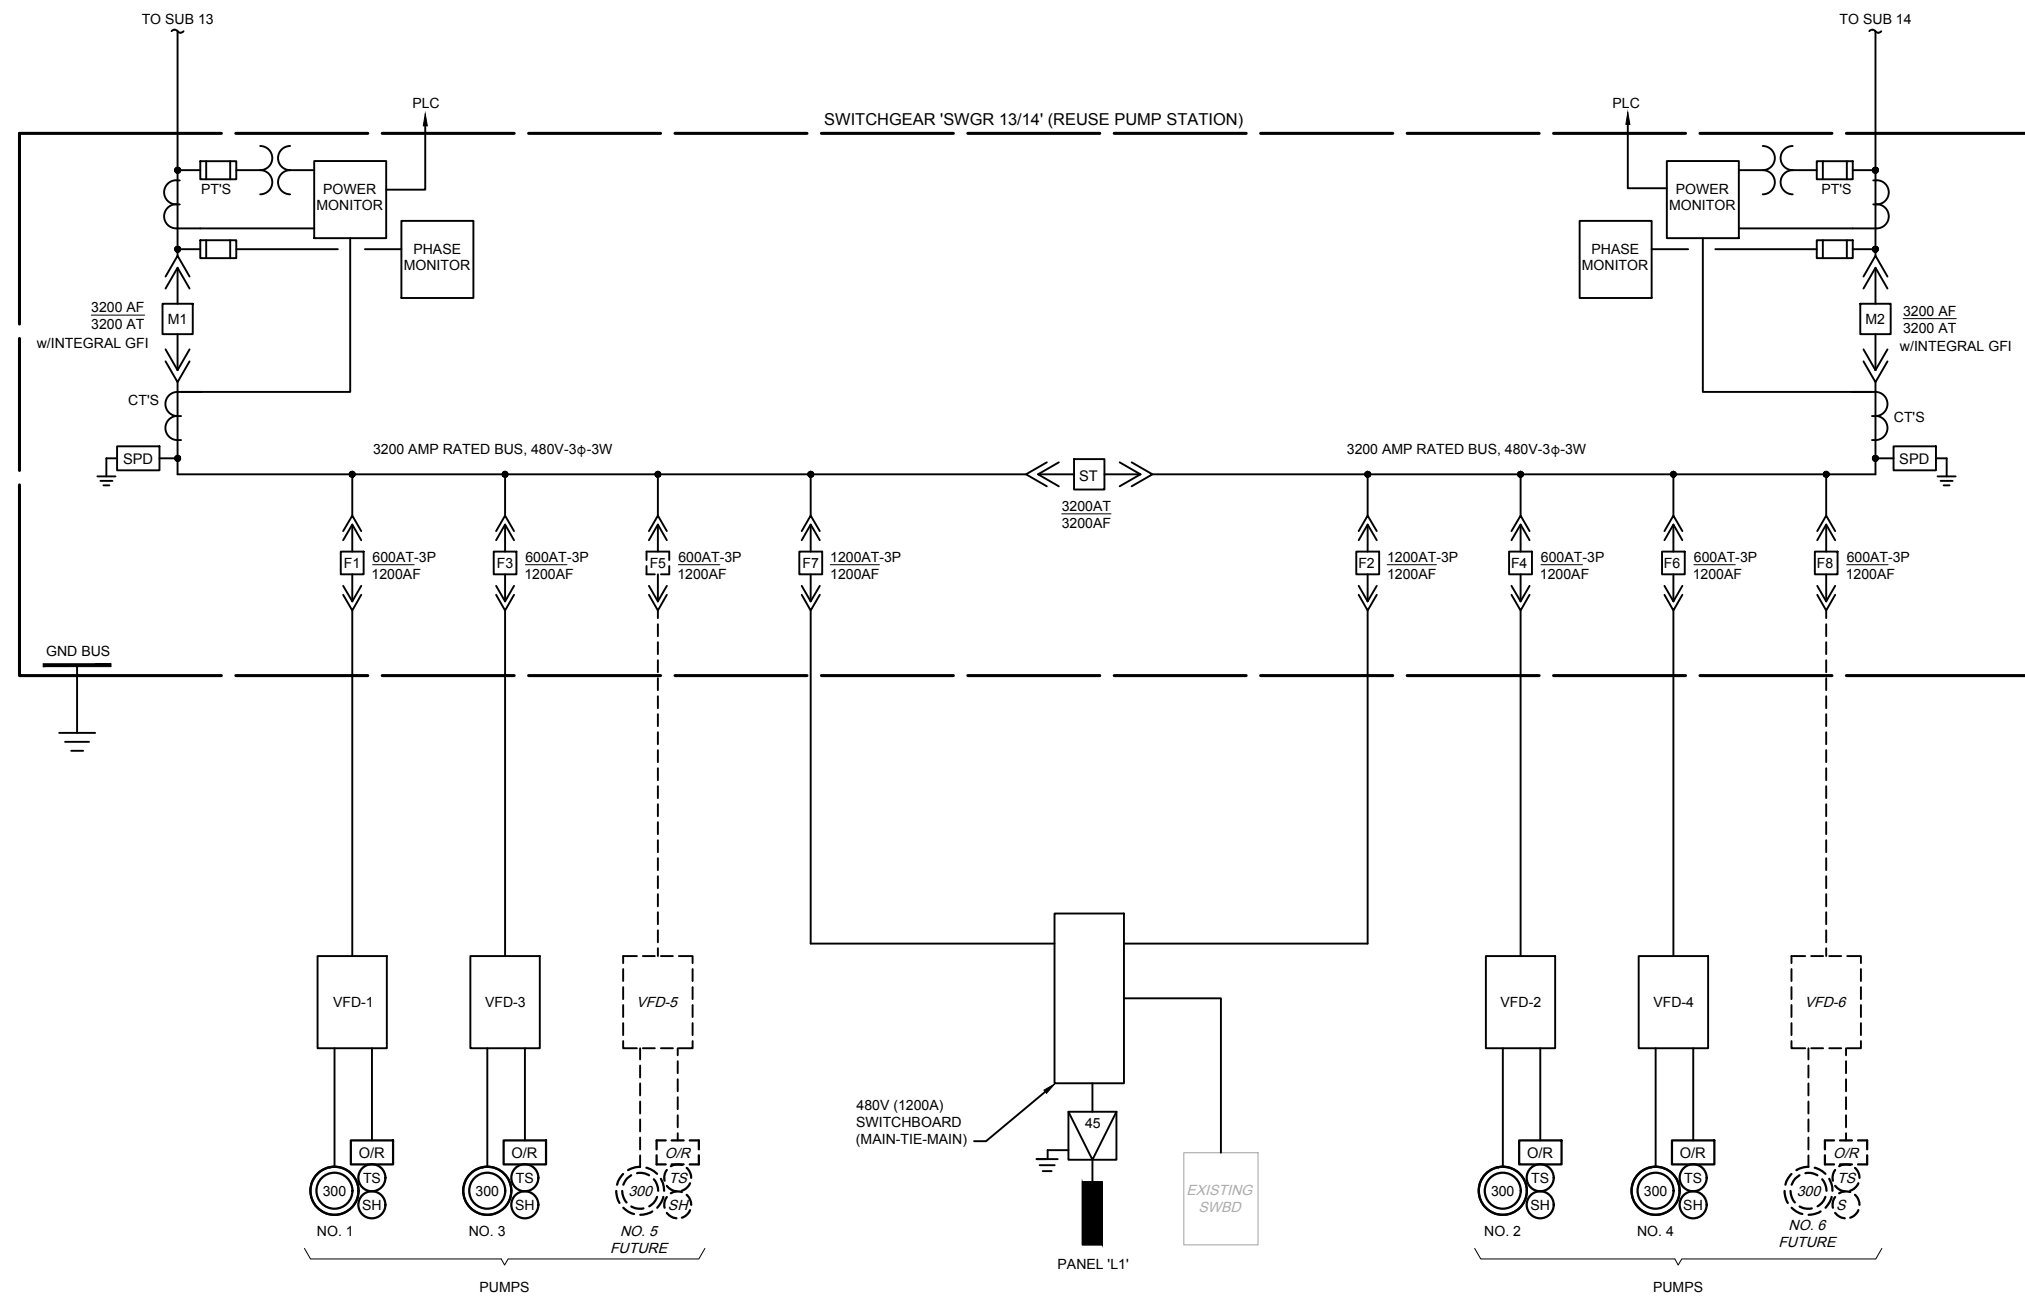 TO SUB 13
TO SUB 14
PLC
PLC
SWITCHGEAR 'SWGR 13/14' (REUSE PUMP STATION)
PT'S
POWER
MONITOR
PHASE
MONITOR
POWER
MONITOR
PT'S
PHASE
MONITOR
3200 AF
3200 AT
w/INTEGRAL GFI
M1
M2
3200 AF
3200 AT
w/INTEGRAL GFI
CT'S
CT'S
SPD
3200 AMP RATED BUS, 480V-3ϕ-3W
3200 AMP RATED BUS, 480V-3ϕ-3W
SPD
ST
3200AT
3200AF
F1
600AT-3P
1200AF
F3
600AT-3P
1200AF
F5
600AT-3P
1200AF
F7
1200AT-3P
1200AF
F2
1200AT-3P
1200AF
F4
600AT-3P
1200AF
F6
600AT-3P
1200AF
F8
600AT-3P
1200AF
GND BUS
VFD-1
VFD-3
VFD-5
VFD-2
VFD-4
VFD-6
480V (1200A)
SWITCHBOARD
(MAIN-TIE-MAIN)
45
EXISTING
SWBD
PANEL 'L1'
O/R
TS
SH
300
NO. 1
O/R
TS
SH
300
NO. 3
O/R
TS
SH
300
NO. 5
FUTURE
PUMPS
O/R
TS
SH
300
NO. 2
O/R
TS
SH
300
NO. 4
O/R
TS
S
300
NO. 6
FUTURE
PUMPS